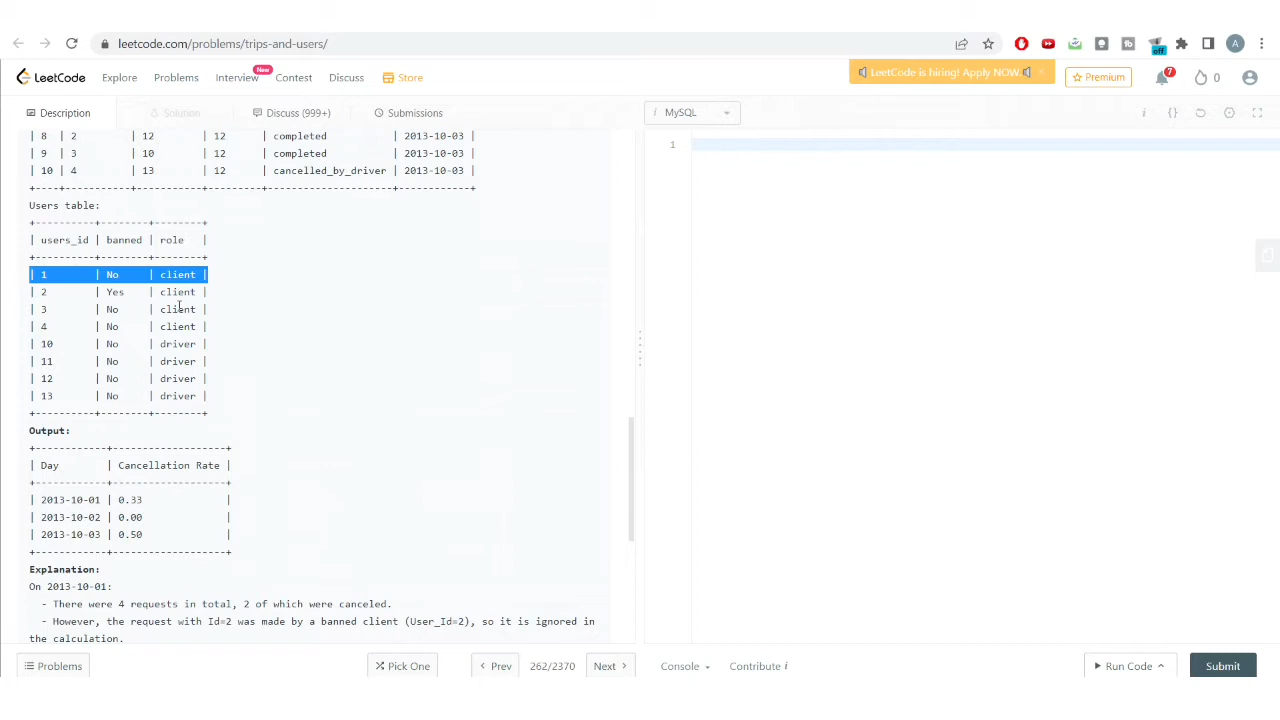 leetcode.com/problems/trips-and-users/
off
A
LeetCode
Explore
Problems
Interview
New
Contest
Discuss
Store
LeetCode is hiring! Apply NOW.
×
Premium
7
0
Description
Solution
Discuss (999+)
Submissions
i MySQL
i {}
| 8 | 2 | 12 | 12 | completed | 2013-10-03 |
| 9 | 3 | 10 | 12 | completed | 2013-10-03 |
| 10 | 4 | 13 | 12 | cancelled_by_driver | 2013-10-03 |
+----+-----------+-----------+---------+---------------------+------------+
Users table:
+----------+--------+--------+
| users_id | banned | role |
+----------+--------+--------+
| 1 | No | client |
| 2 | Yes | client |
| 3 | No | client |
| 4 | No | client |
| 10 | No | driver |
| 11 | No | driver |
| 12 | No | driver |
| 13 | No | driver |
+----------+--------+--------+
Output:
+------------+-------------------+
| Day | Cancellation Rate |
+------------+-------------------+
| 2013-10-01 | 0.33 |
| 2013-10-02 | 0.00 |
| 2013-10-03 | 0.50 |
+------------+-------------------+
Explanation:
On 2013-10-01:
- There were 4 requests in total, 2 of which were canceled.
- However, the request with Id=2 was made by a banned client (User_Id=2), so it is ignored in
the calculation.
1
Problems
Pick One
Prev
262/2370
Next
Console
Contribute i
Run Code
Submit